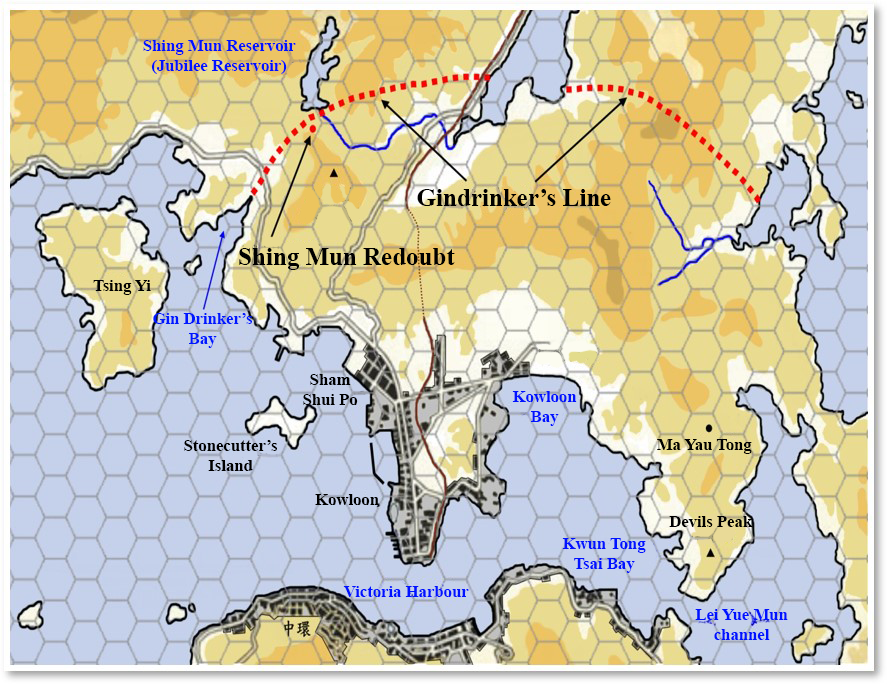 Shing Mun Reservoir
(Jubilee Reservoir)
Gindrinker's Line
Shing Mun Redoubt
Tsing Yi
Gin Drinker's
Bay
Sham
Shui Po
Kowloon
Bay
Stonecutter's
Island
Ma Yau Tong
Kowloon
Devils Peak
Kwun Tong
Tsai Bay
Victoria Harbour
Lei Yue Mun
channel
中環